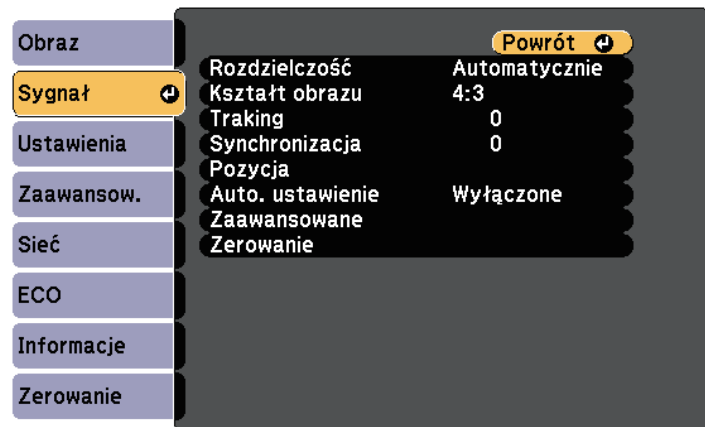 Obraz
Sygnał
Ustawienia
Zaawansow.
Sieć
ECO
Informacje
Zerowanie
Powrót
Rozdzielczość Automatycznie
Kształt obrazu 4:3
Traking 0
Synchronizacja 0
Pozycja
Auto. ustawienie Wyłączone
Zaawansowane
Zerowanie